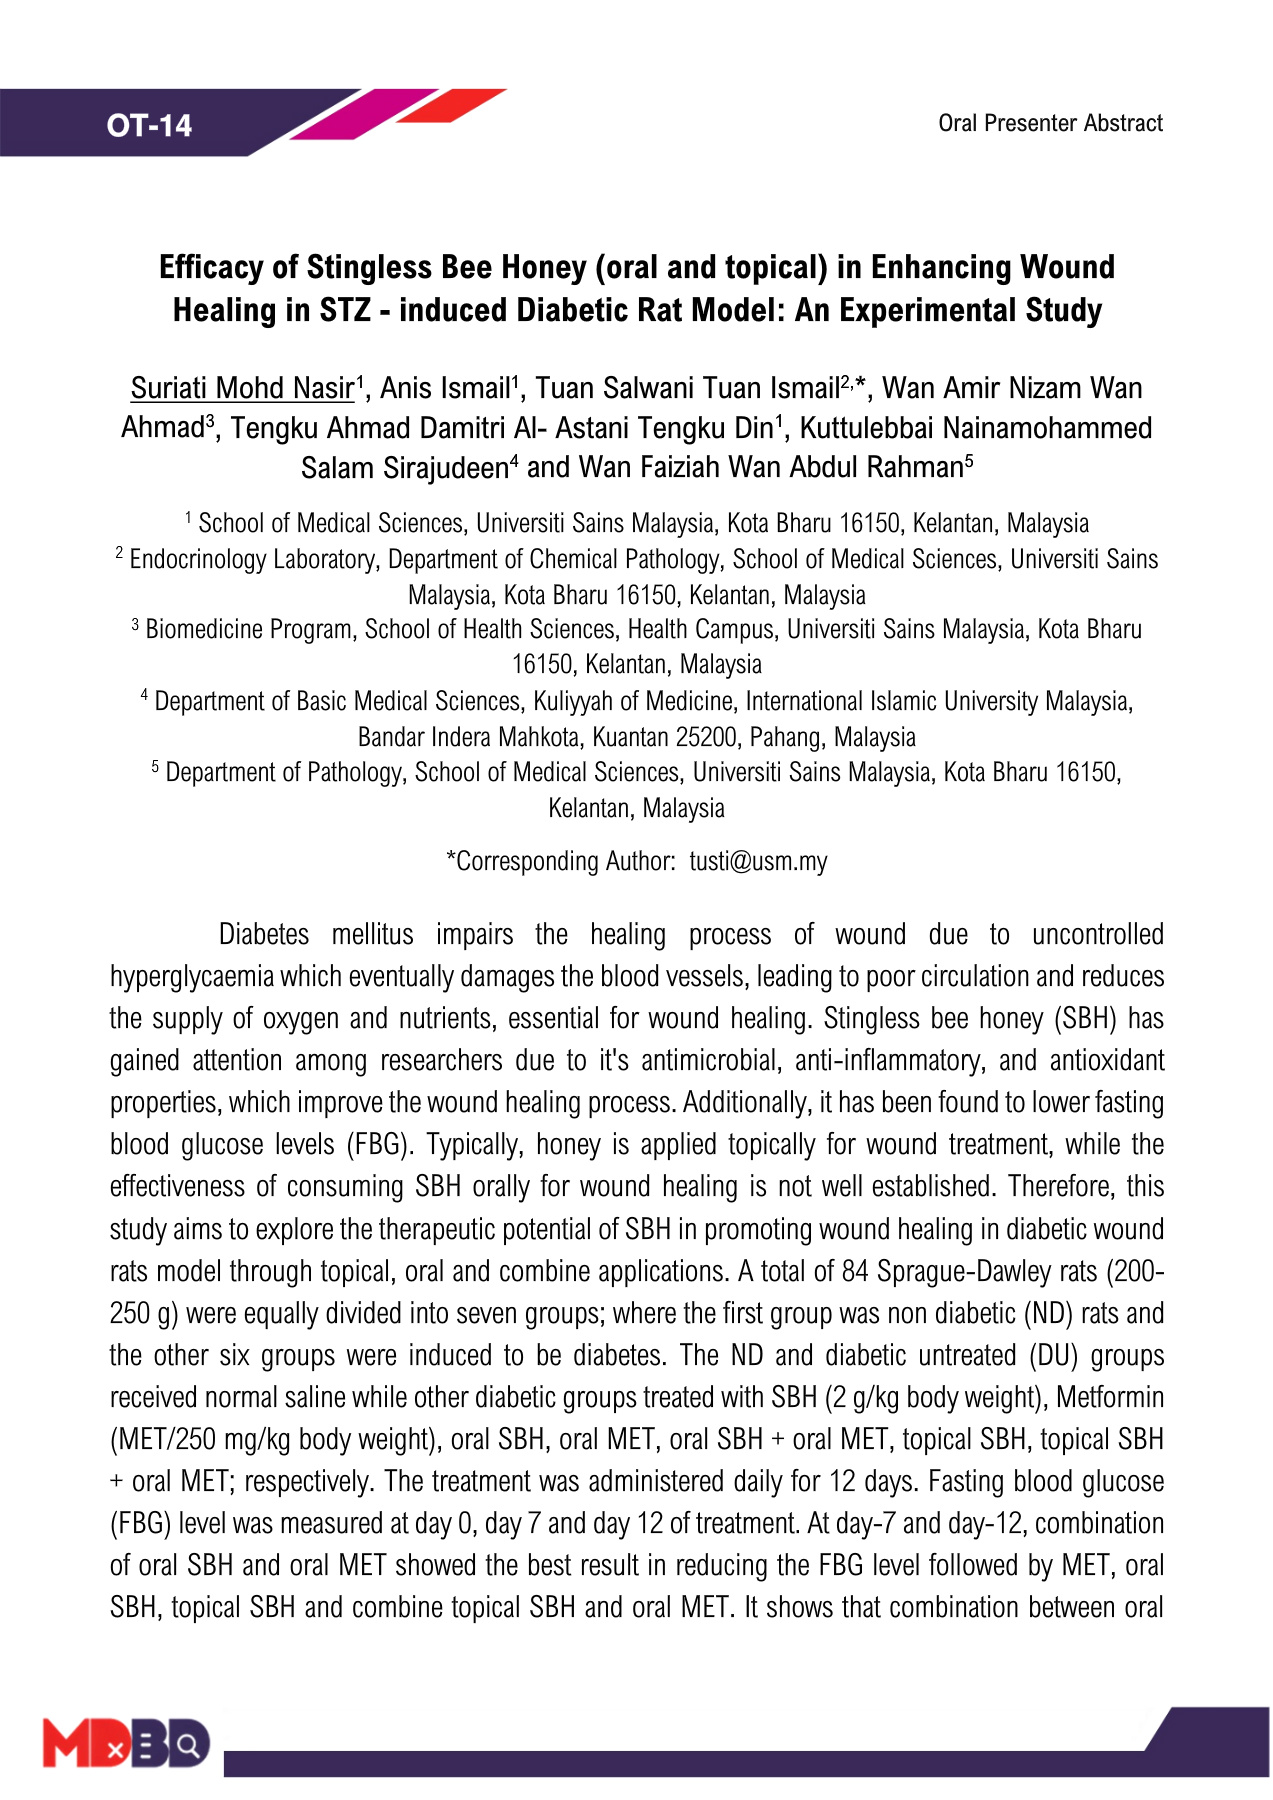 OT-14
Oral Presenter Abstract
Efficacy of Stingless Bee Honey (oral and topical) in Enhancing Wound
Healing in STZ - induced Diabetic Rat Model: An Experimental Study
Suriati Mohd Nasir¹, Anis Ismail¹, Tuan Salwani Tuan Ismail²,*, Wan Amir Nizam Wan
Ahmad³, Tengku Ahmad Damitri Al- Astani Tengku Din¹, Kuttulebbai Nainamohammed
Salam Sirajudeen⁴ and Wan Faiziah Wan Abdul Rahman⁵
¹ School of Medical Sciences, Universiti Sains Malaysia, Kota Bharu 16150, Kelantan, Malaysia
² Endocrinology Laboratory, Department of Chemical Pathology, School of Medical Sciences, Universiti Sains
Malaysia, Kota Bharu 16150, Kelantan, Malaysia
³ Biomedicine Program, School of Health Sciences, Health Campus, Universiti Sains Malaysia, Kota Bharu
16150, Kelantan, Malaysia
⁴ Department of Basic Medical Sciences, Kuliyyah of Medicine, International Islamic University Malaysia,
Bandar Indera Mahkota, Kuantan 25200, Pahang, Malaysia
⁵ Department of Pathology, School of Medical Sciences, Universiti Sains Malaysia, Kota Bharu 16150,
Kelantan, Malaysia
*Corresponding Author: tusti@usm.my
Diabetes mellitus impairs the healing process of wound due to uncontrolled
hyperglycaemia which eventually damages the blood vessels, leading to poor circulation and reduces
the supply of oxygen and nutrients, essential for wound healing. Stingless bee honey (SBH) has
gained attention among researchers due to it's antimicrobial, anti-inflammatory, and antioxidant
properties, which improve the wound healing process. Additionally, it has been found to lower fasting
blood glucose levels (FBG). Typically, honey is applied topically for wound treatment, while the
effectiveness of consuming SBH orally for wound healing is not well established. Therefore, this
study aims to explore the therapeutic potential of SBH in promoting wound healing in diabetic wound
rats model through topical, oral and combine applications. A total of 84 Sprague-Dawley rats (200-
250 g) were equally divided into seven groups; where the first group was non diabetic (ND) rats and
the other six groups were induced to be diabetes. The ND and diabetic untreated (DU) groups
received normal saline while other diabetic groups treated with SBH (2 g/kg body weight), Metformin
(MET/250 mg/kg body weight), oral SBH, oral MET, oral SBH + oral MET, topical SBH, topical SBH
+ oral MET; respectively. The treatment was administered daily for 12 days. Fasting blood glucose
(FBG) level was measured at day 0, day 7 and day 12 of treatment. At day-7 and day-12, combination
of oral SBH and oral MET showed the best result in reducing the FBG level followed by MET, oral
SBH, topical SBH and combine topical SBH and oral MET. It shows that combination between oral
MDxBD